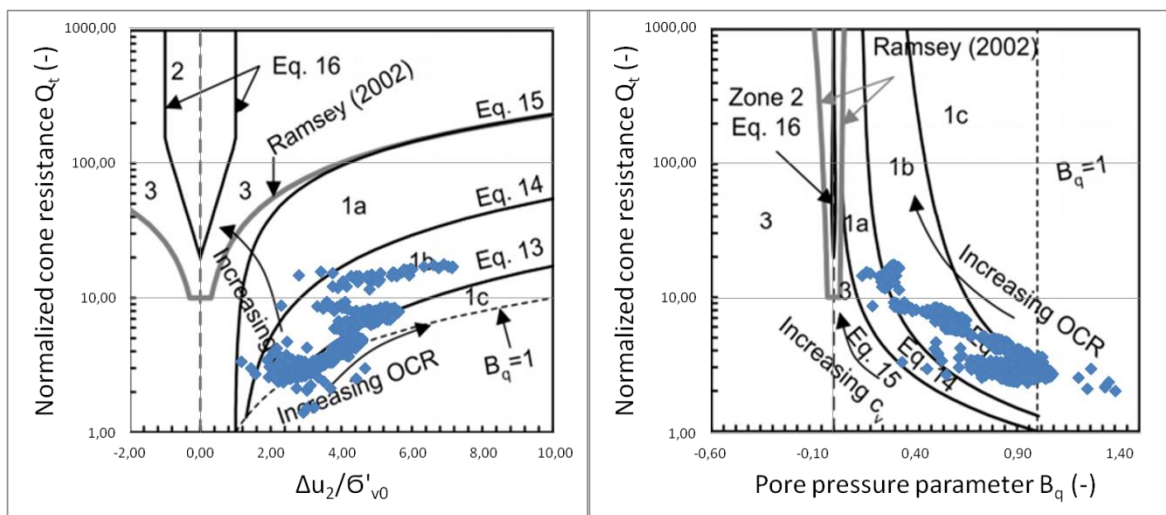 Normalized cone resistance Qt (-)
1000,00
100,00
10,00
1,00
2
Eq. 16
Ramsey (2002)
Eq. 15
3
3
1a
Eq. 14
1b
Eq. 13
1c
Increasing
Increasing OCR
Bq=1
-2,00 0,00 2,00 4,00 6,00 8,00 10,00
Δu2/Ϭ'v0
Normalized cone resistance Qt (-)
1000,00
100,00
10,00
1,00
Ramsey (2002)
Zone 2
Eq. 16
1c
1b
Bq=1
3
1a
3
Increasing OCR
Increasing cv
Eq. 15
Eq. 14
-0,60 -0,10 0,40 0,90 1,40
Pore pressure parameter Bq (-)